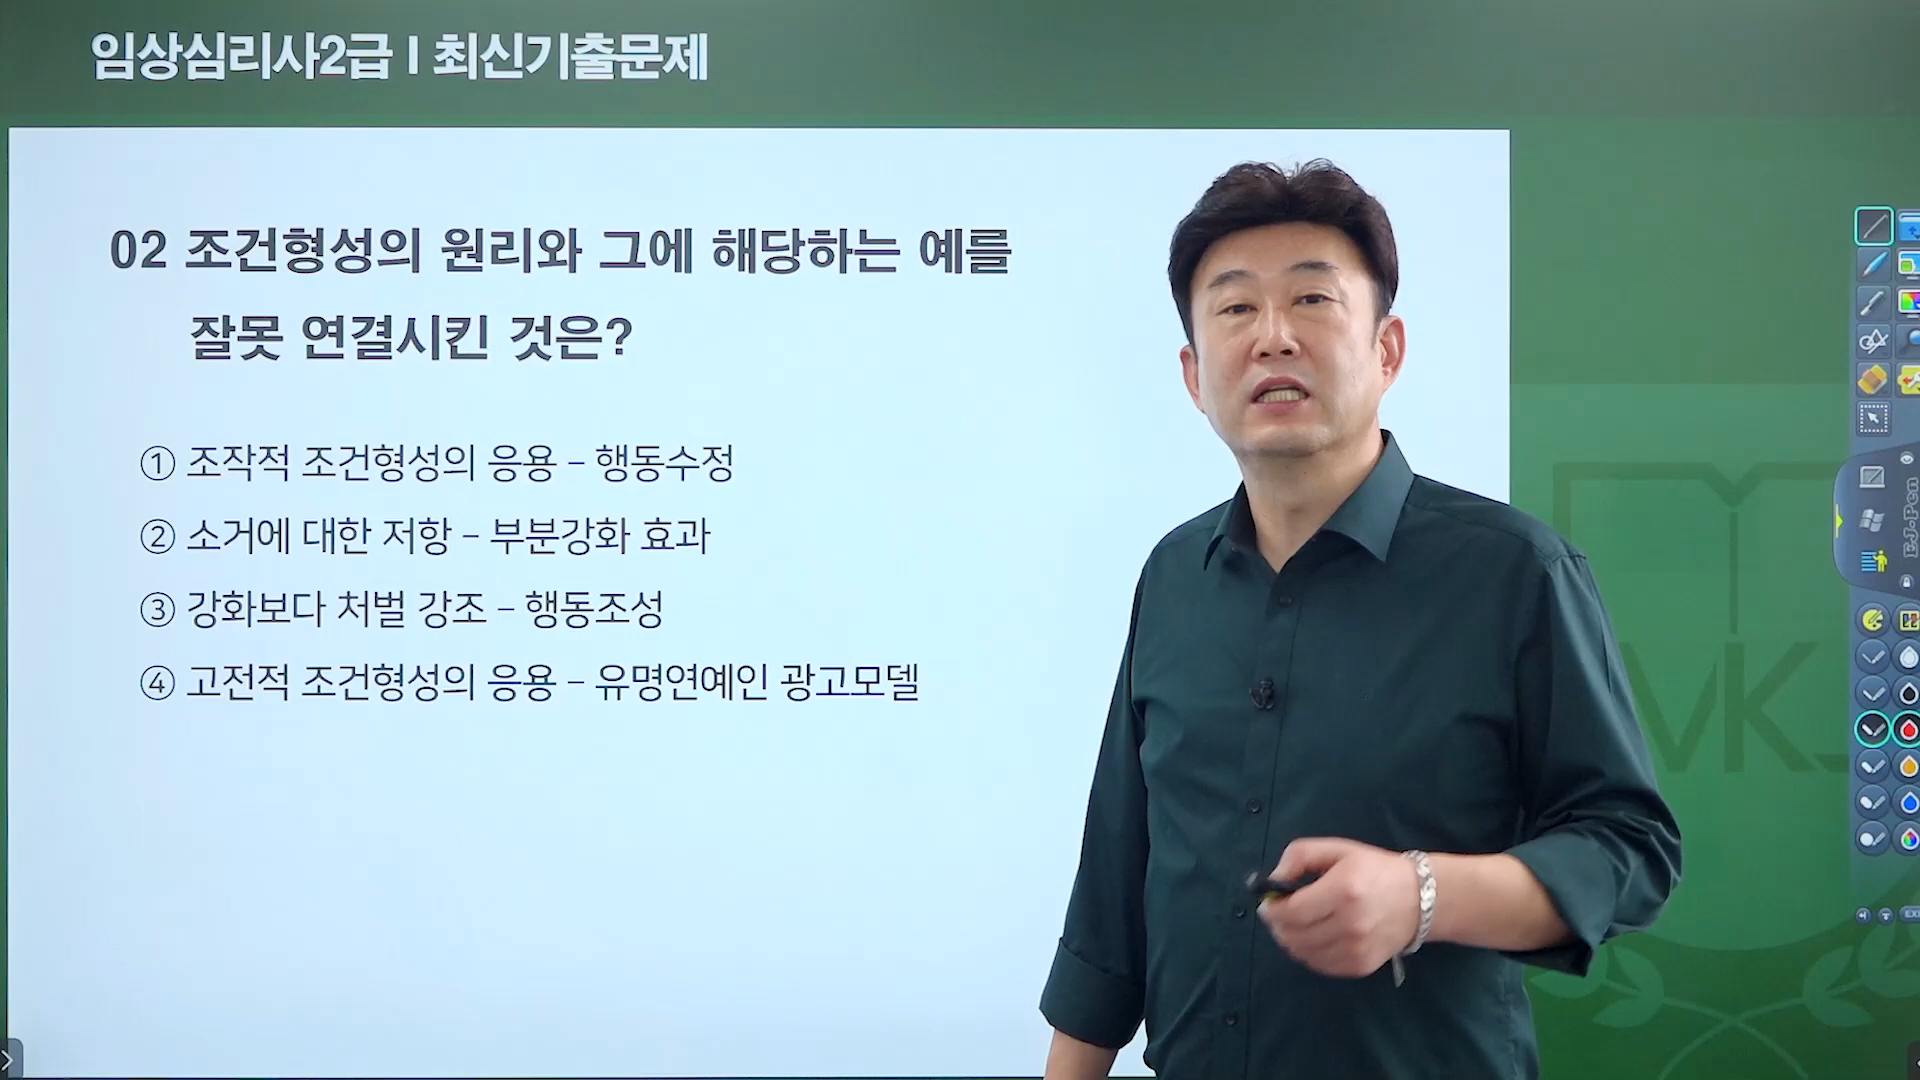 임상심리사2급 | 최신기출문제
02 조건형성의 원리와 그에 해당하는 예를
잘못 연결시킨 것은?
① 조작적 조건형성의 응용 – 행동수정
② 소거에 대한 저항 – 부분강화 효과
③ 강화보다 처벌 강조 – 행동조성
④ 고전적 조건형성의 응용 – 유명연예인 광고모델
E.J-Pen